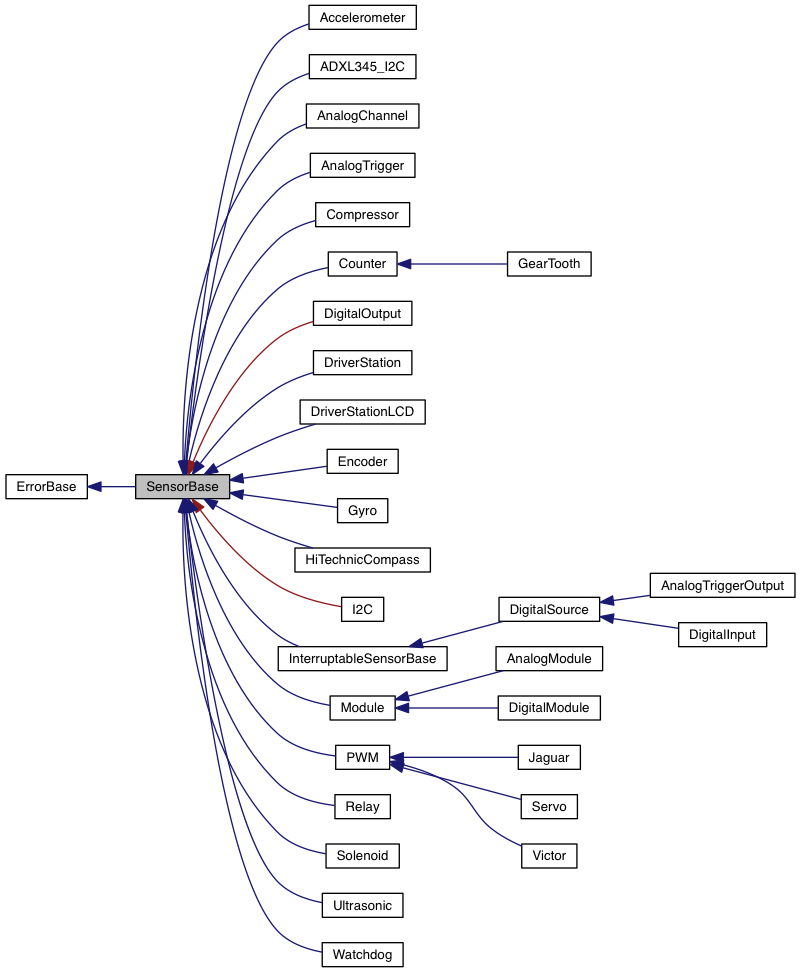 Accelerometer
ADXL345_I2C
AnalogChannel
AnalogTrigger
Compressor
Counter
GearTooth
DigitalOutput
DriverStation
DriverStationLCD
Encoder
ErrorBase
SensorBase
Gyro
HiTechnicCompass
AnalogTriggerOutput
I2C
DigitalSource
DigitalInput
InterruptableSensorBase
AnalogModule
Module
DigitalModule
PWM
Jaguar
Relay
Servo
Solenoid
Victor
Ultrasonic
Watchdog